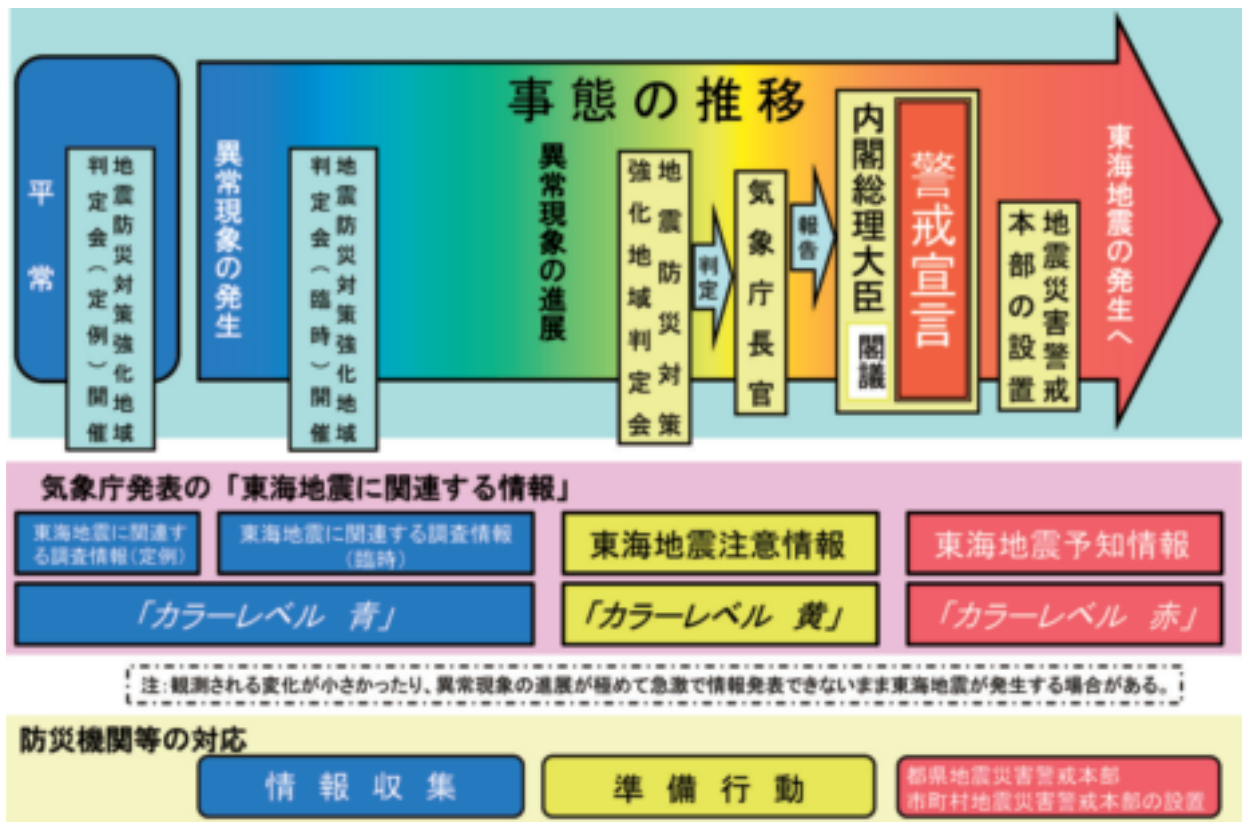 事態の推移
平常
地震防災対策強化地域
判定会(定例)開催
異常現象の発生
地震防災対策強化地域
判定会(臨時)開催
異常現象の進展
地震防災対策
強化地域判定会
判定
気象庁長官
報告
内閣総理大臣
閣議
警戒宣言
地震災害警戒
本部の設置
東海地震の発生へ
気象庁発表の「東海地震に関連する情報」
東海地震に関連す
る調査情報(定例)
東海地震に関連する調査情報
(臨時)
東海地震注意情報
東海地震予知情報
「カラーレベル 青」
「カラーレベル 黄」
「カラーレベル 赤」
注:観測される変化が小さかったり、異常現象の進展が極めて急激で情報発表できないまま東海地震が発生する場合がある。
防災機関等の対応
情報収集
準備行動
都県地震災害警戒本部
市町村地震災害警戒本部の設置